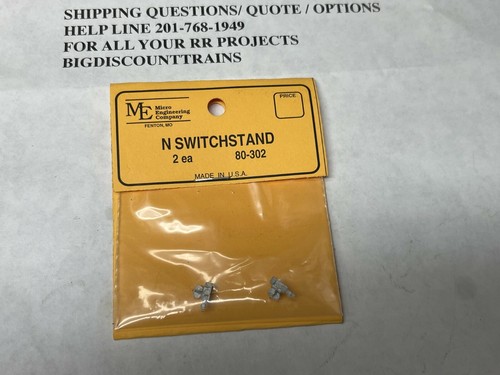 SHIPPING QUESTIONS/ QUOTE / OPTIONS
HELP LINE 201-768-1949
FOR ALL YOUR RR PROJECTS
BIGDISCOUNTTRAINS
ME
Micro
Engineering
Company
FENTON, MO
PRICE
N SWITCHSTAND
2 ea 80-302
MADE IN U.S.A.